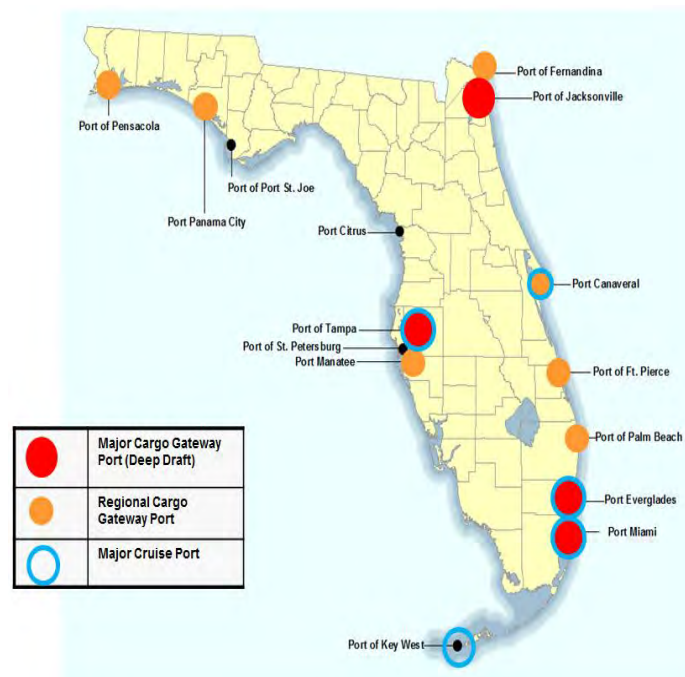 Port of Fernandina
Port of Jacksonville
Port of Pensacola
Port of Port St. Joe
Port Panama City
Port Citrus
Port Canaveral
Port of Tampa
Port of St. Petersburg
Port Manatee
Port of Ft. Pierce
Port of Palm Beach
Major Cargo Gateway
Port (Deep Draft)
Regional Cargo
Gateway Port
Major Cruise Port
Port Everglades
Port Miami
Port of Key West